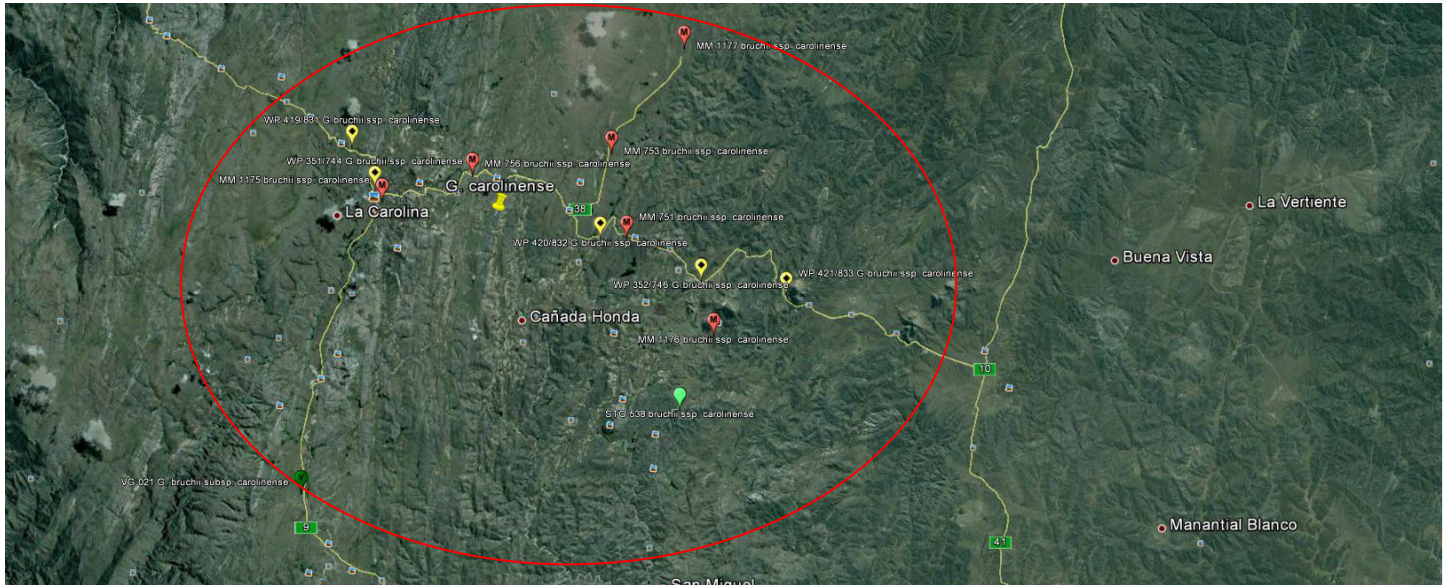 MM 1177 bruchii ssp. carolinense
WP 419/831 G bruchii ssp. carolinense
MM 753 bruchii ssp. carolinense
WP 351/744 G bruchii ssp. carolinense
MM 756 bruchii ssp. carolinense
MM 1175 bruchii ssp. carolinense
G. carolinense
La Carolina
38
MM 751 bruchii ssp. carolinense
La Vertiente
WP 420/832 G bruchii ssp. carolinense
Buena Vista
WP 421/833 G bruchii ssp. carolinense
WP 352/746 G bruchii ssp. carolinense
Cañada Honda
MM 1176 bruchii ssp. carolinense
10
STO 538 bruchii ssp. carolinense
VG 021 G. bruchii subsp. carolinense
9
Manantial Blanco
41
San Miguel